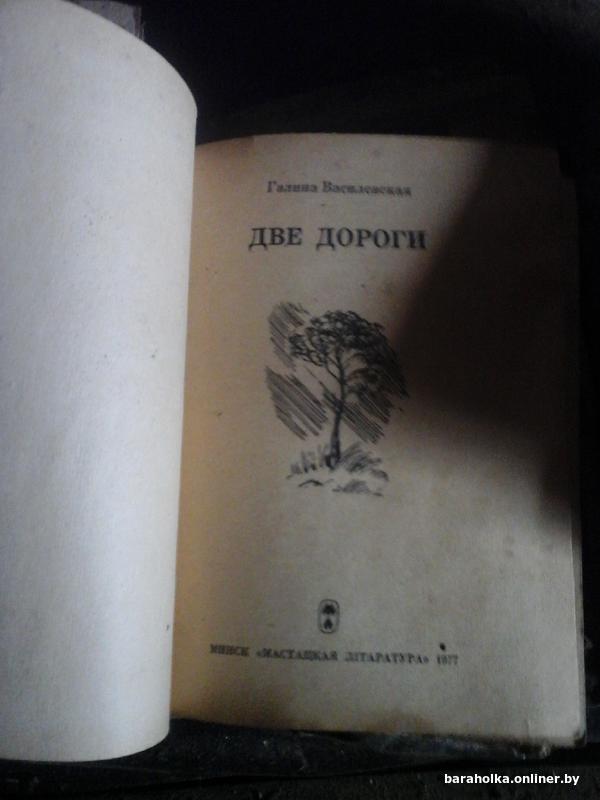 Галина Василевская
ДВЕ ДОРОГИ
МИНСК «МАСТАЦКАЯ ЛІТАРАТУРА» 1977
baraholka.onliner.by